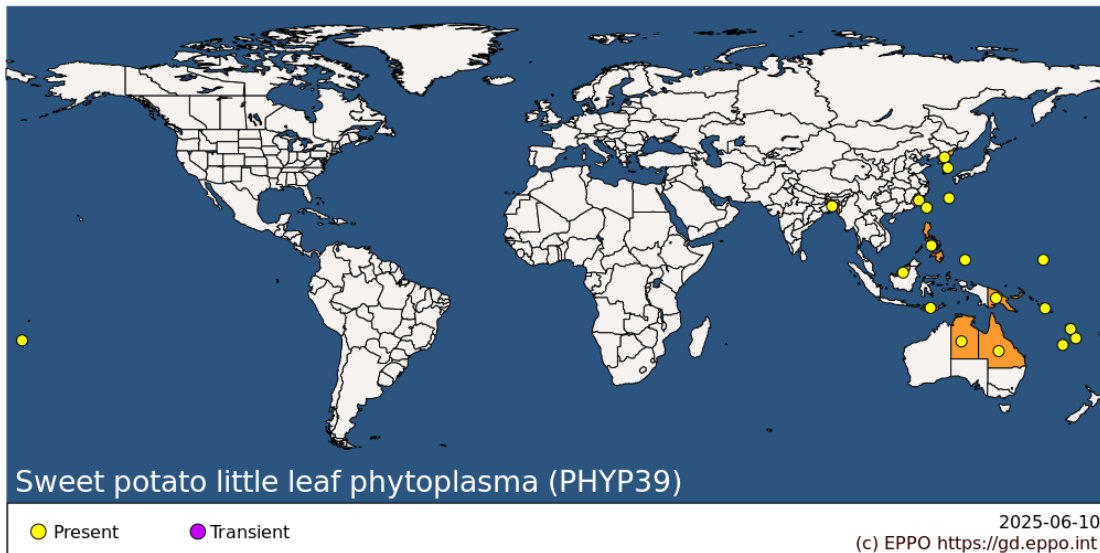 Sweet potato little leaf phytoplasma (PHYP39)
Present
Transient
2025-06-10
(c) EPPO https://gd.eppo.int